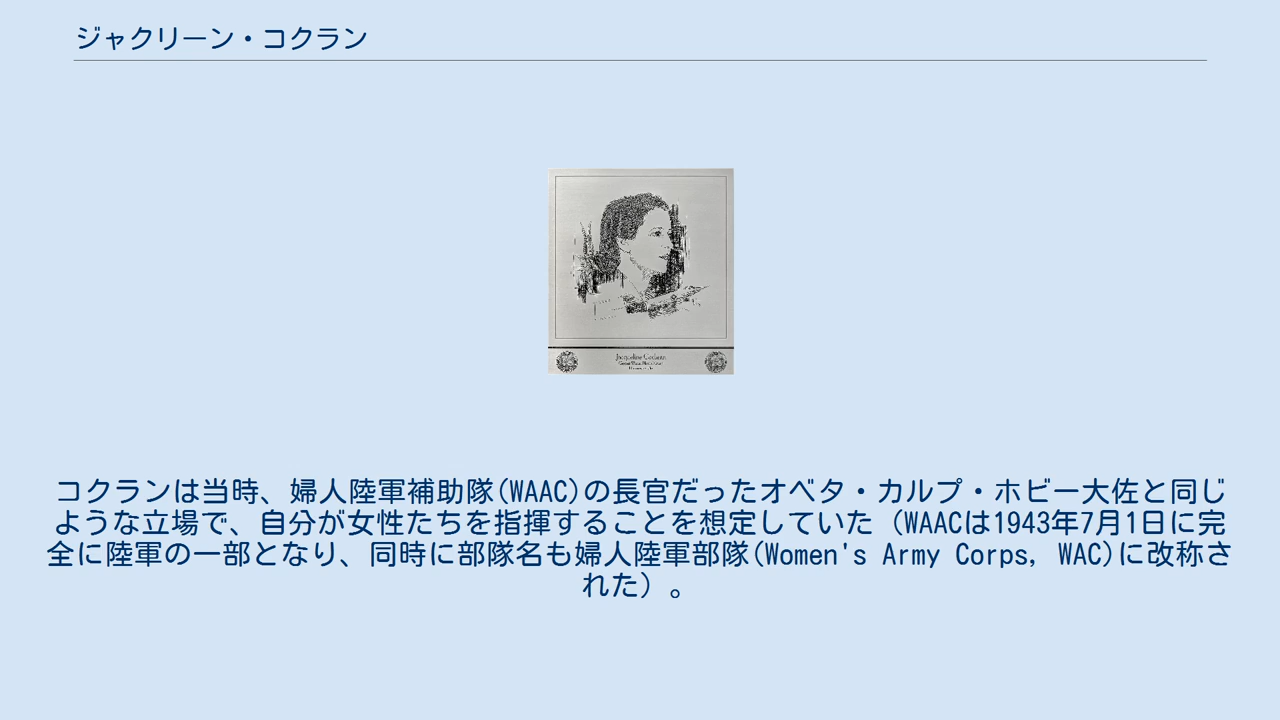 ジャクリーン・コクラン
Jacqueline Cochran
コクランは当時、婦人陸軍補助隊(WAAC)の長官だったオベタ・カルプ・ホビー大佐と同じ
ような立場で、自分が女性たちを指揮することを想定していた（WAACは1943年7月1日に完
全に陸軍の一部となり、同時に部隊名も婦人陸軍部隊(Women's Army Corps, WAC)に改称さ
れた）。